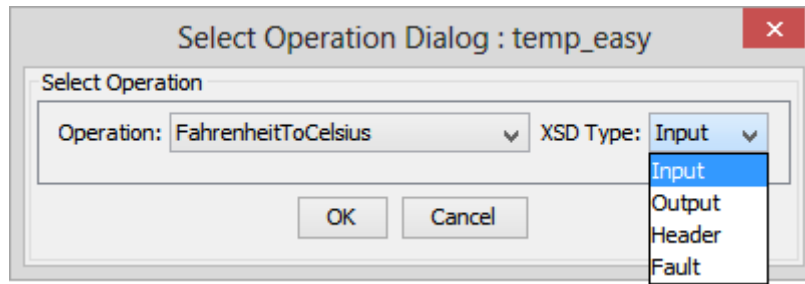 Select Operation Dialog : temp_easy
Select Operation
Operation: FahrenheitToCelsius XSD Type: Input
Input
Output
Header
Fault
OK Cancel